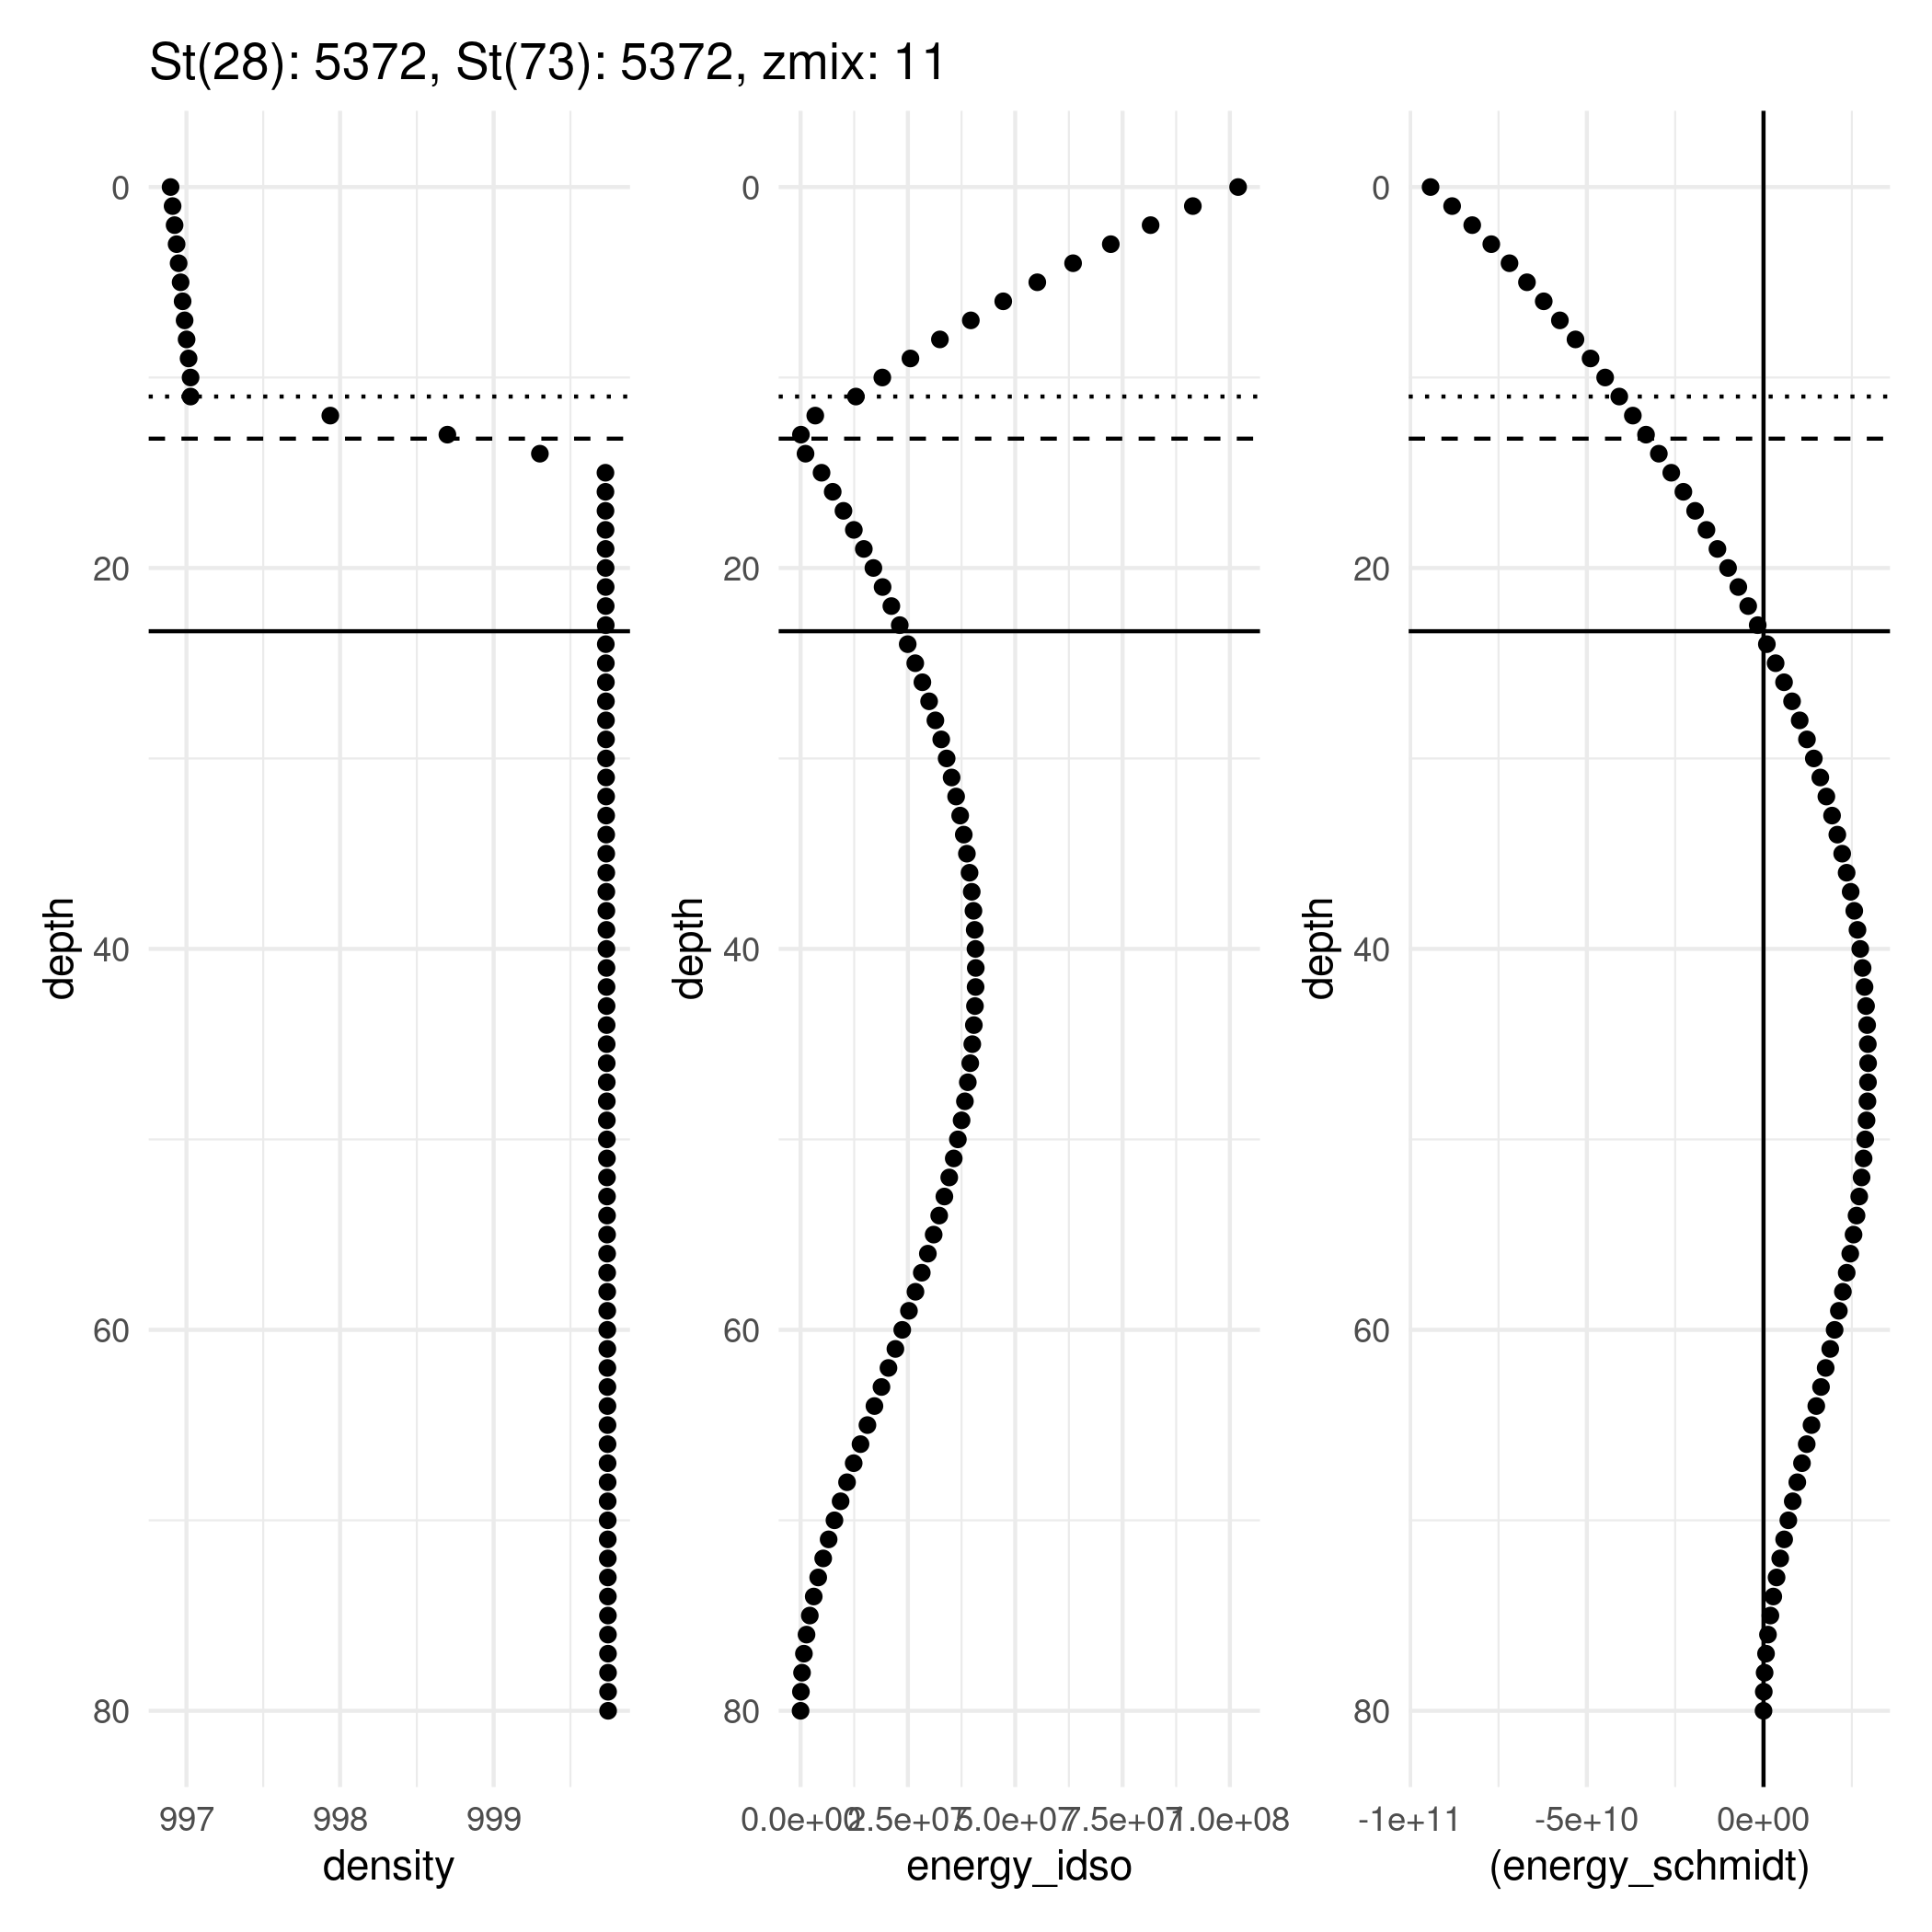 St(28): 5372, St(73): 5372, zmix: 11
0
20
40
60
80
depth
997 998 999
density
0
20
40
60
80
depth
0.0e+00 2.5e+07 5.0e+07 7.5e+07 1.0e+08
energy_idso
0
20
40
60
80
depth
-1e+11 -5e+10 0e+00
(energy_schmidt)